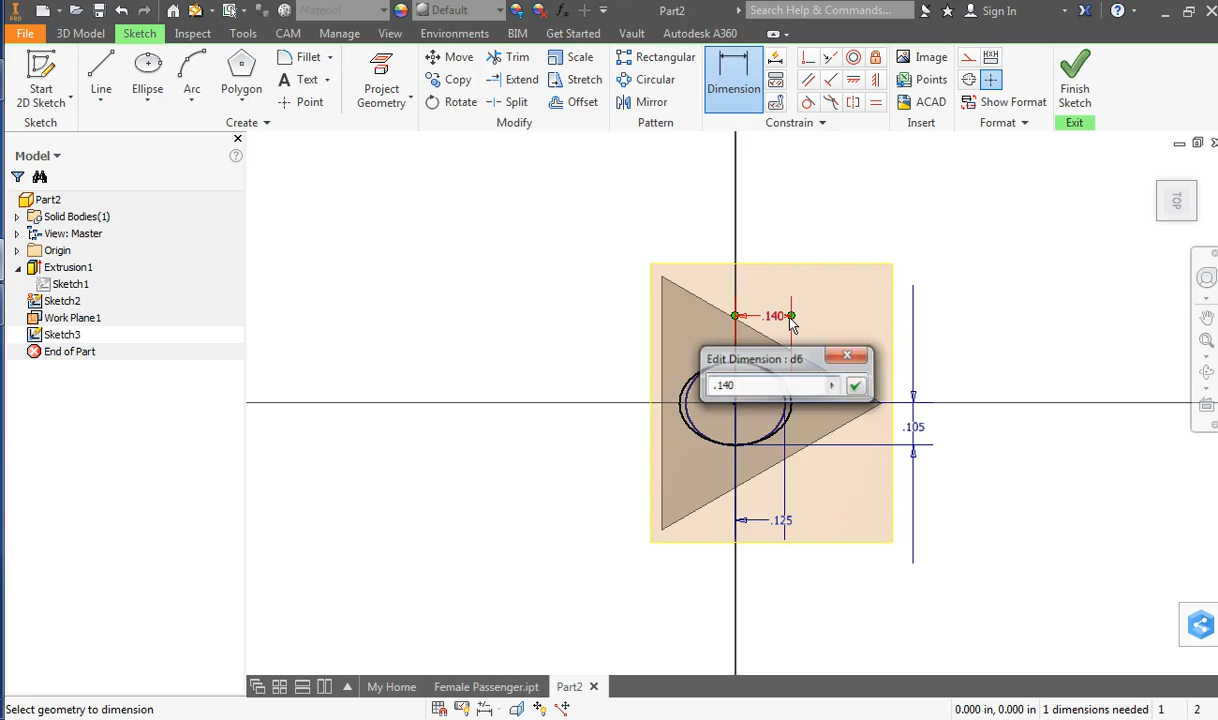 PRO
Material
Default
Part2
Search Help & Commands...
Sign In
File
3D Model
Sketch
Inspect
Tools
CAM
Manage
View
Environments
BIM
Get Started
Vault
Autodesk A360
Start
2D Sketch
Line
Ellipse
Arc
Polygon
Fillet
Text
Point
Project
Geometry
Move
Copy
Rotate
Trim
Extend
Split
Scale
Stretch
Offset
Rectangular
Circular
Mirror
Dimension
Image
Points
ACAD
Show Format
Finish
Sketch
Sketch
Create
Modify
Pattern
Constrain
Insert
Format
Exit
Model
Part2
Solid Bodies(1)
View: Master
Origin
Extrusion1
Sketch1
Sketch2
Work Plane1
Sketch3
End of Part
TOP
.140
Edit Dimension : d6
.140
.105
.125
My Home
Female Passenger.ipt
Part2
Select geometry to dimension
0.000 in, 0.000 in
1 dimensions needed
1
2